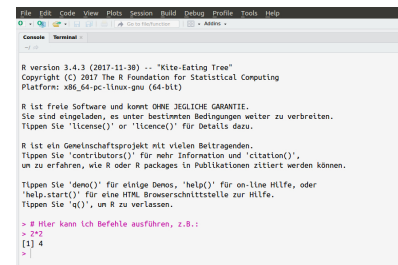 File Edit Code View Plots Session Build Debug Profile Tools Help
Go to file/function Addins
Console Terminal ×
~/
R version 3.4.3 (2017-11-30) -- "Kite-Eating Tree"
Copyright (C) 2017 The R Foundation for Statistical Computing
Platform: x86_64-pc-linux-gnu (64-bit)
R ist freie Software und kommt OHNE JEGLICHE GARANTIE.
Sie sind eingeladen, es unter bestimmten Bedingungen weiter zu verbreiten.
Tippen Sie 'license()' or 'licence()' für Details dazu.
R ist ein Gemeinschaftsprojekt mit vielen Beitragenden.
Tippen Sie 'contributors()' für mehr Information und 'citation()',
um zu erfahren, wie R oder R packages in Publikationen zitiert werden können.
Tippen Sie 'demo()' für einige Demos, 'help()' für on-line Hilfe, oder
'help.start()' für eine HTML Browserschnittstelle zur Hilfe.
Tippen Sie 'q()', um R zu verlassen.
> # Hier kann ich Befehle ausführen, z.B.:
> 2*2
[1] 4
>